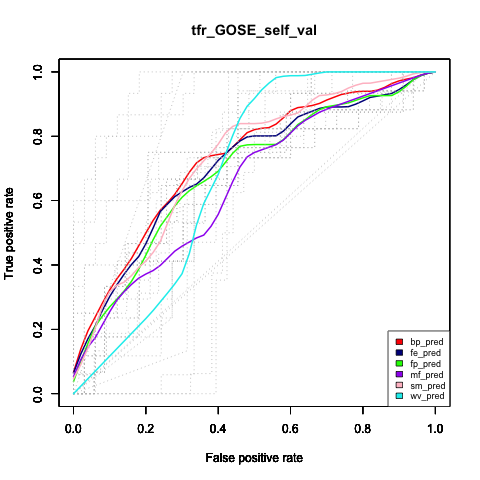 tfr_GOSE_self_val
True positive rate
1.0
0.8
0.6
0.4
0.2
0.0
0.0 0.2 0.4 0.6 0.8 1.0
False positive rate
bp_pred
fe_pred
fp_pred
mf_pred
sm_pred
wv_pred